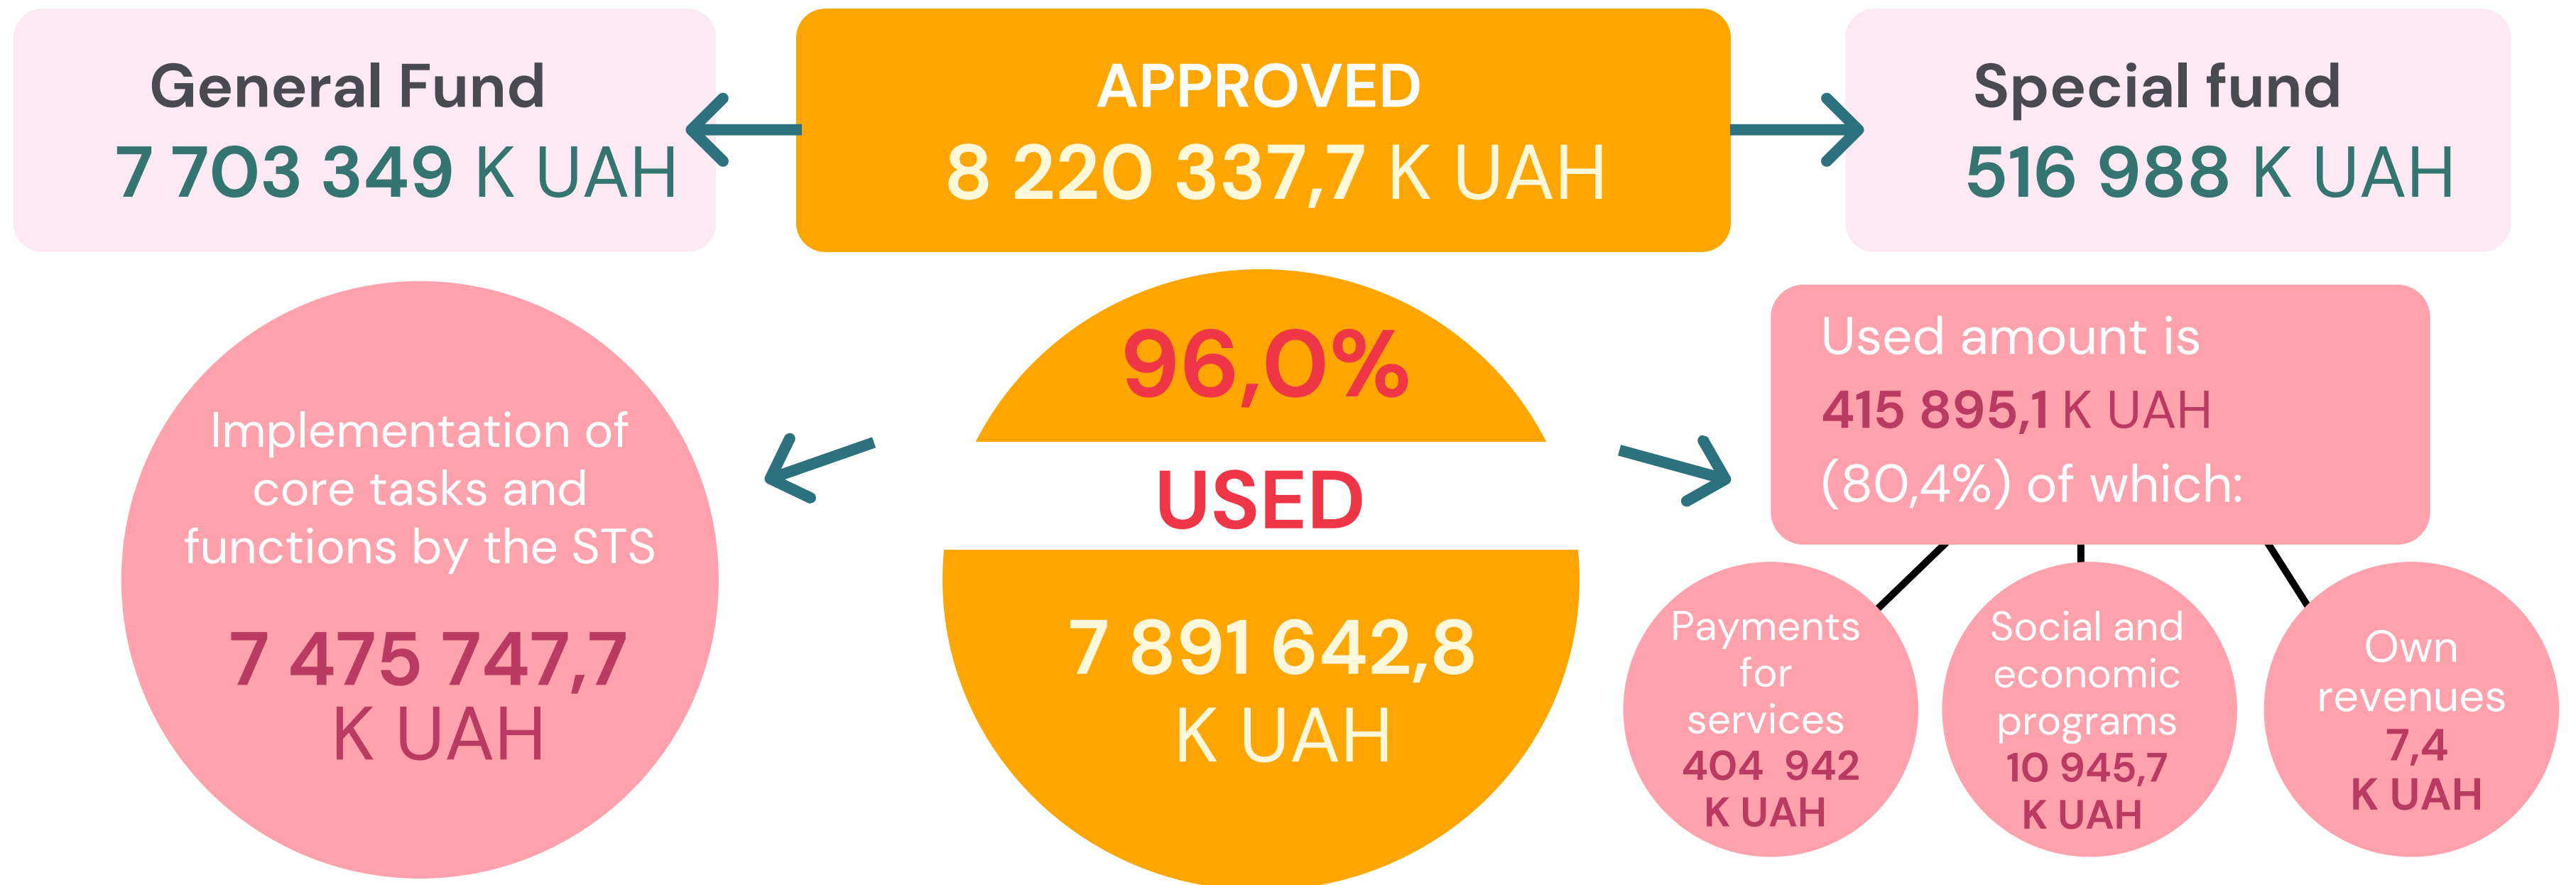 General Fund
7 703 349 K UAH
APPROVED
8 220 337,7 K UAH
Special fund
516 988 K UAH
Implementation of
core tasks and
functions by the STS
7 475 747,7
K UAH
96,0%
USED
7 891 642,8
K UAH
Used amount is
415 895,1 K UAH
(80,4%) of which:
Payments
for
services
404 942
K UAH
Social and
economic
programs
10 945,7
K UAH
Own
revenues
7,4
K UAH